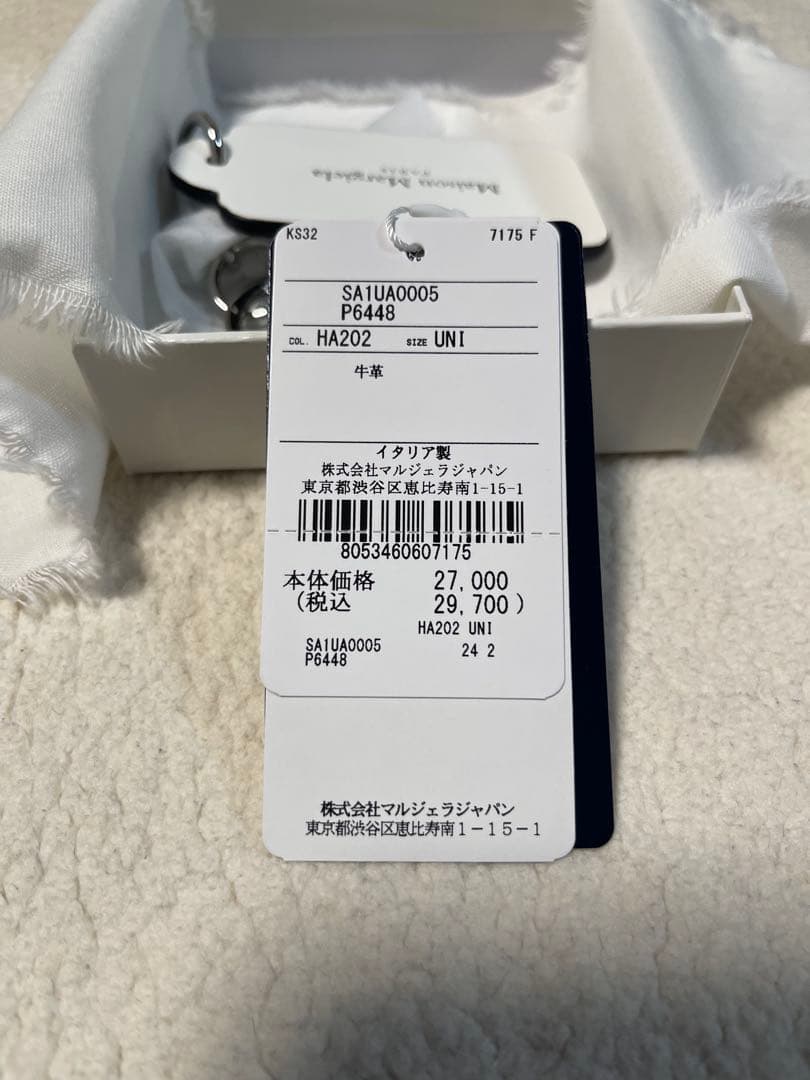 Maison Margiela
PARIS
KS32 7175 F
SA1UA0005
P6448
COL. HA202 SIZE UNI
牛革
イタリア製
株式会社マルジェラジャパン
東京都渋谷区恵比寿南1-15-1
8053460607175
本体価格 27,000
(税込 29,700)
HA202 UNI
SA1UA0005 24 2
P6448
株式会社マルジェラジャパン
東京都渋谷区恵比寿南1－15－1